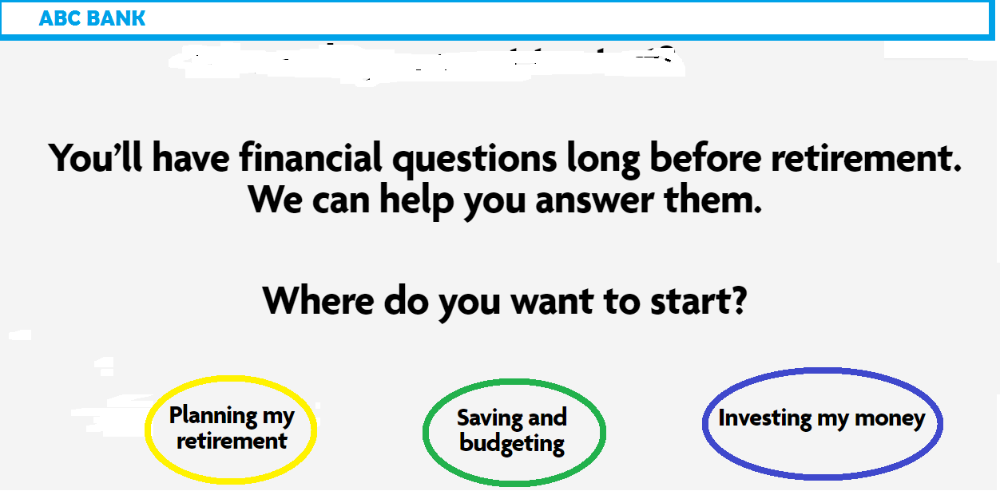 ABC BANK
You’ll have financial questions long before retirement.
We can help you answer them.
Where do you want to start?
Planning my
retirement
Saving and
budgeting
Investing my money